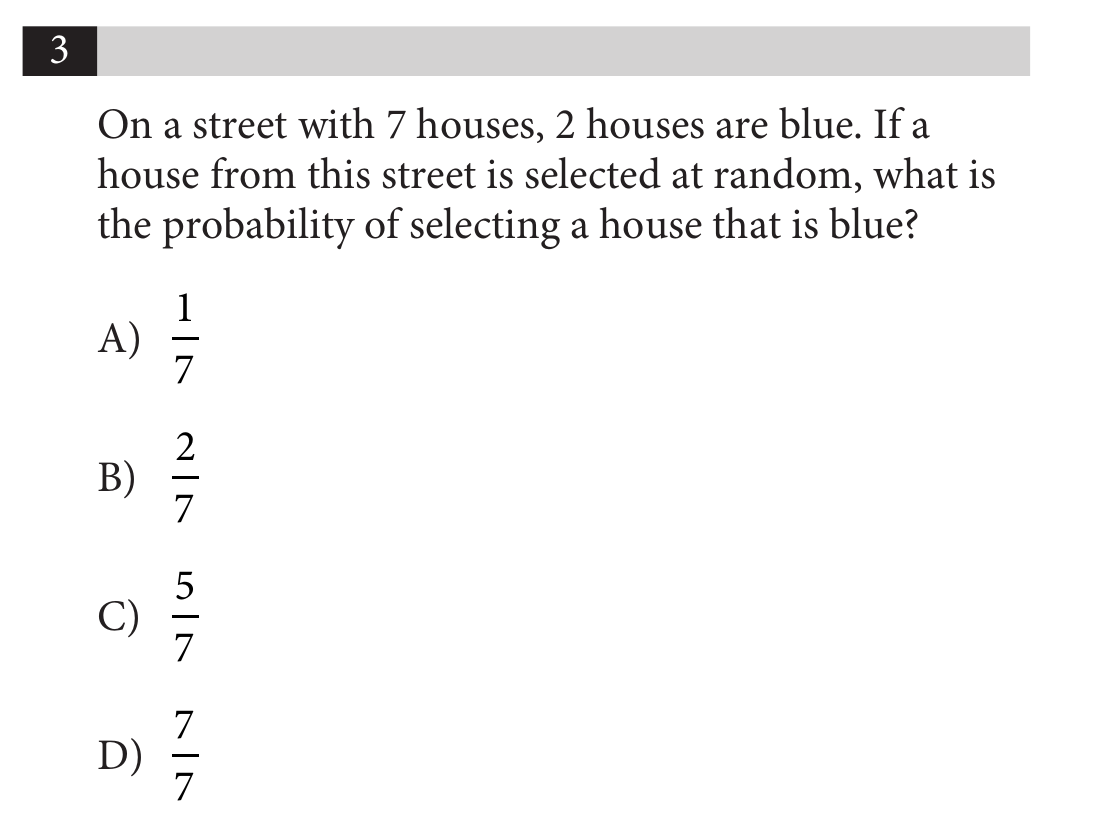 3
On a street with 7 houses, 2 houses are blue. If a
house from this street is selected at random, what is
the probability of selecting a house that is blue?
A) 1/7
B) 2/7
C) 5/7
D) 7/7